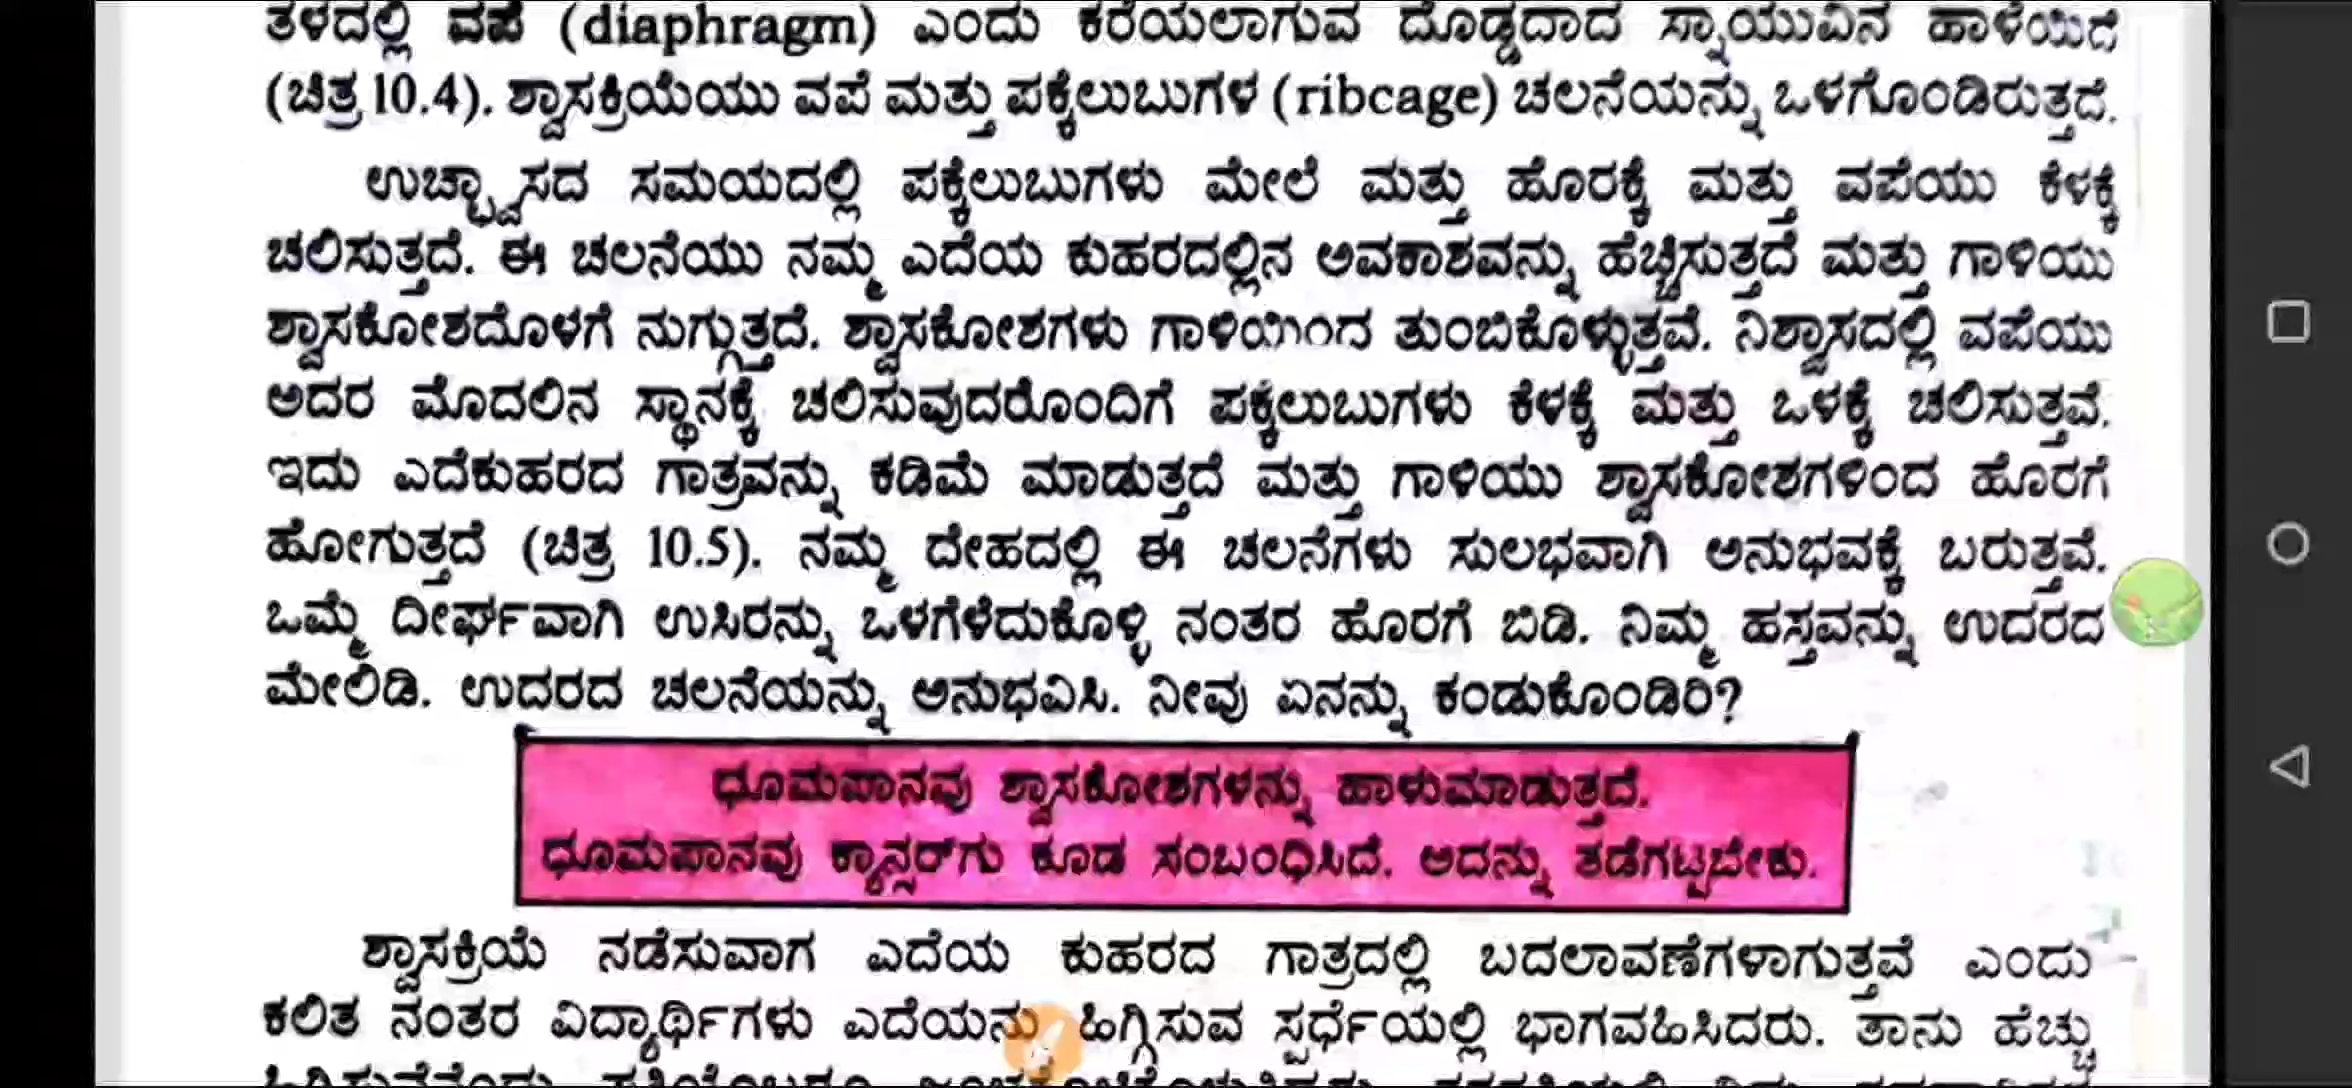 ತಳದಲ್ಲಿ ವಪೆ (diaphragm) ಎಂದು ಕರೆಯಲಾಗುವ ದೊಡ್ಡದಾದ ಸ್ನಾಯುವಿನ ಹಾಳೆಯಿದೆ
(ಚಿತ್ರ 10.4). ಶ್ವಾಸಕ್ರಿಯೆಯು ವಪೆ ಮತ್ತು ಪಕ್ಕೆಲುಬುಗಳ (ribcage) ಚಲನೆಯನ್ನು ಒಳಗೊಂಡಿರುತ್ತದೆ.
ಉಚ್ಛ್ವಾಸದ ಸಮಯದಲ್ಲಿ ಪಕ್ಕೆಲುಬುಗಳು ಮೇಲೆ ಮತ್ತು ಹೊರಕ್ಕೆ ಮತ್ತು ವಪೆಯು ಕೆಳಕ್ಕೆ
ಚಲಿಸುತ್ತದೆ. ಈ ಚಲನೆಯು ನಮ್ಮ ಎದೆಯ ಕುಹರದಲ್ಲಿನ ಅವಕಾಶವನ್ನು ಹೆಚ್ಚಿಸುತ್ತದೆ ಮತ್ತು ಗಾಳಿಯು
ಶ್ವಾಸಕೋಶದೊಳಗೆ ನುಗ್ಗುತ್ತದೆ. ಶ್ವಾಸಕೋಶಗಳು ಗಾಳಿಯಿಂದ ತುಂಬಿಕೊಳ್ಳುತ್ತವೆ. ನಿಶ್ವಾಸದಲ್ಲಿ ವಪೆಯು
ಅದರ ಮೊದಲಿನ ಸ್ಥಾನಕ್ಕೆ ಚಲಿಸುವುದರೊಂದಿಗೆ ಪಕ್ಕೆಲುಬುಗಳು ಕೆಳಕ್ಕೆ ಮತ್ತು ಒಳಕ್ಕೆ ಚಲಿಸುತ್ತವೆ.
ಇದು ಎದೆಕುಹರದ ಗಾತ್ರವನ್ನು ಕಡಿಮೆ ಮಾಡುತ್ತದೆ ಮತ್ತು ಗಾಳಿಯು ಶ್ವಾಸಕೋಶಗಳಿಂದ ಹೊರಗೆ
ಹೋಗುತ್ತದೆ (ಚಿತ್ರ 10.5). ನಮ್ಮ ದೇಹದಲ್ಲಿ ಈ ಚಲನೆಗಳು ಸುಲಭವಾಗಿ ಅನುಭವಕ್ಕೆ ಬರುತ್ತವೆ.
ಒಮ್ಮೆ ದೀರ್ಘವಾಗಿ ಉಸಿರನ್ನು ಒಳಗೆಳೆದುಕೊಳ್ಳಿ ನಂತರ ಹೊರಗೆ ಬಿಡಿ. ನಿಮ್ಮ ಹಸ್ತವನ್ನು ಉದರದ
ಮೇಲಿಡಿ. ಉದರದ ಚಲನೆಯನ್ನು ಅನುಭವಿಸಿ. ನೀವು ಏನನ್ನು ಕಂಡುಕೊಂಡಿರಿ?
ಧೂಮಪಾನವು ಶ್ವಾಸಕೋಶಗಳನ್ನು ಹಾಳುಮಾಡುತ್ತದೆ.
ಧೂಮಪಾನವು ಕ್ಯಾನ್ಸರ್‌ಗು ಕೂಡ ಸಂಬಂಧಿಸಿದೆ. ಅದನ್ನು ತಡೆಗಟ್ಟಬೇಕು.
ಶ್ವಾಸಕ್ರಿಯೆ ನಡೆಸುವಾಗ ಎದೆಯ ಕುಹರದ ಗಾತ್ರದಲ್ಲಿ ಬದಲಾವಣೆಗಳಾಗುತ್ತವೆ ಎಂದು
ಕಲಿತ ನಂತರ ವಿದ್ಯಾರ್ಥಿಗಳು ಎದೆಯನ್ನು ಹಿಗ್ಗಿಸುವ ಸ್ಪರ್ಧೆಯಲ್ಲಿ ಭಾಗವಹಿಸಿದರು. ತಾನು ಹೆಚ್ಚು